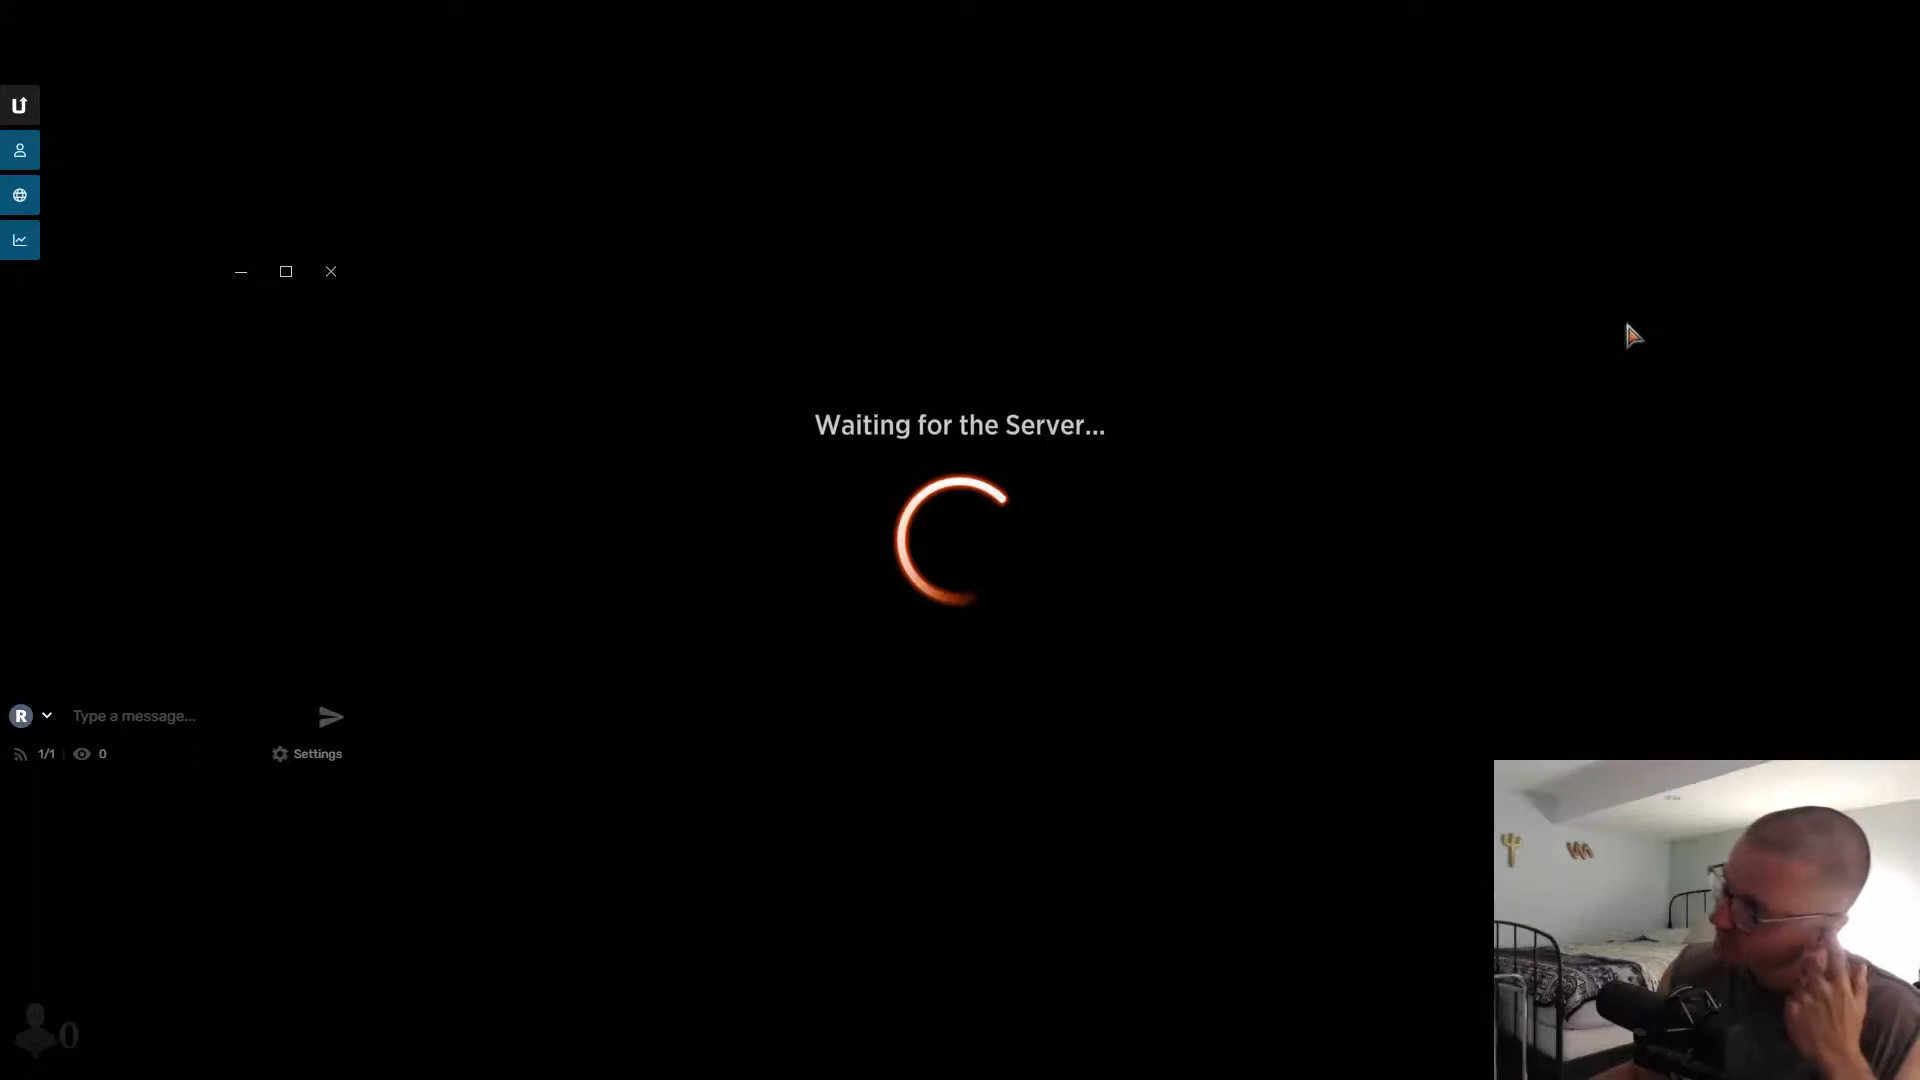 Waiting for the Server...
R
Type a message...
1/1
0
Settings
0